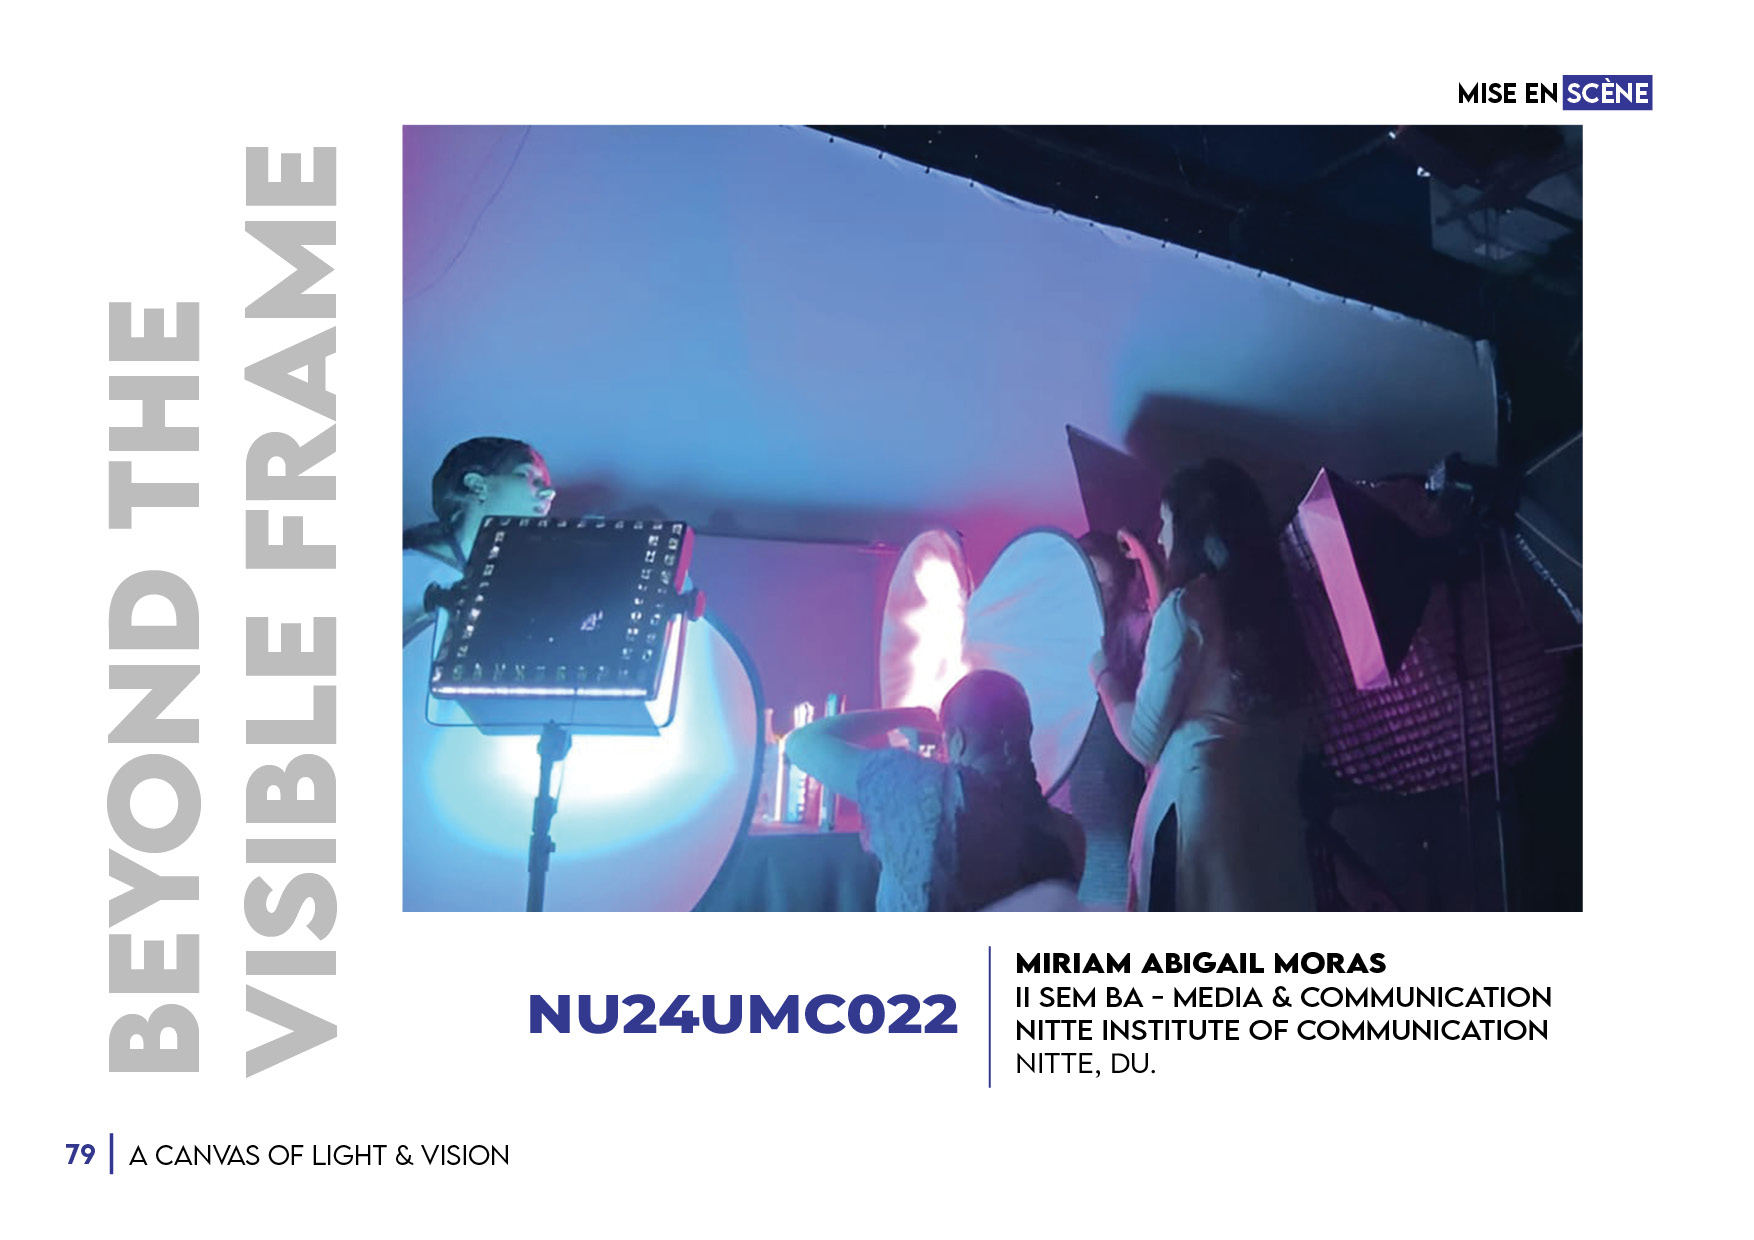 MISE EN SCÈNE
BEYOND THE
VISIBLE FRAME
NU24UMC022
MIRIAM ABIGAIL MORAS
II SEM BA - MEDIA & COMMUNICATION
NITTE INSTITUTE OF COMMUNICATION
NITTE, DU.
79
A CANVAS OF LIGHT & VISION